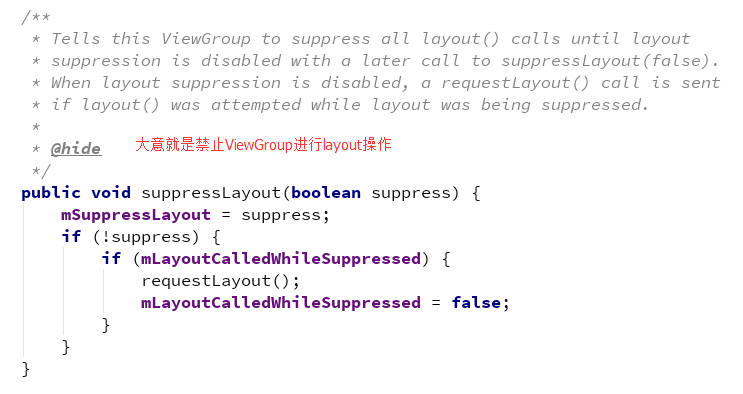 /**
 * Tells this ViewGroup to suppress all layout() calls until layout
 * suppression is disabled with a later call to suppressLayout(false).
 * When layout suppression is disabled, a requestLayout() call is sent
 * if layout() was attempted while layout was being suppressed.
 *
 * @hide 大意就是禁止ViewGroup进行layout操作
 */
public void suppressLayout(boolean suppress) {
    mSuppressLayout = suppress;
    if (!suppress) {
        if (mLayoutCalledWhileSuppressed) {
            requestLayout();
            mLayoutCalledWhileSuppressed = false;
        }
    }
}